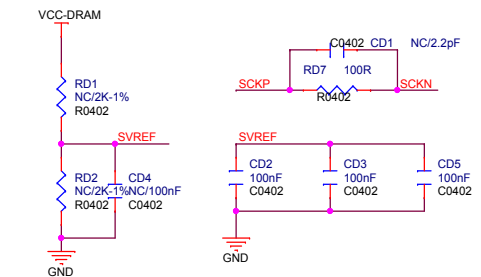 VCC-DRAM
C0402 CD1 NC/2.2pF
RD7 100R
SCKP SCKN
R0402
RD1
NC/2K-1%
R0402
SVREF
RD2 CD4
NC/2K-1%NC/100nF
R0402 C0402
GND
SVREF
CD2 CD3 CD5
100nF 100nF 100nF
C0402 C0402 C0402
GND